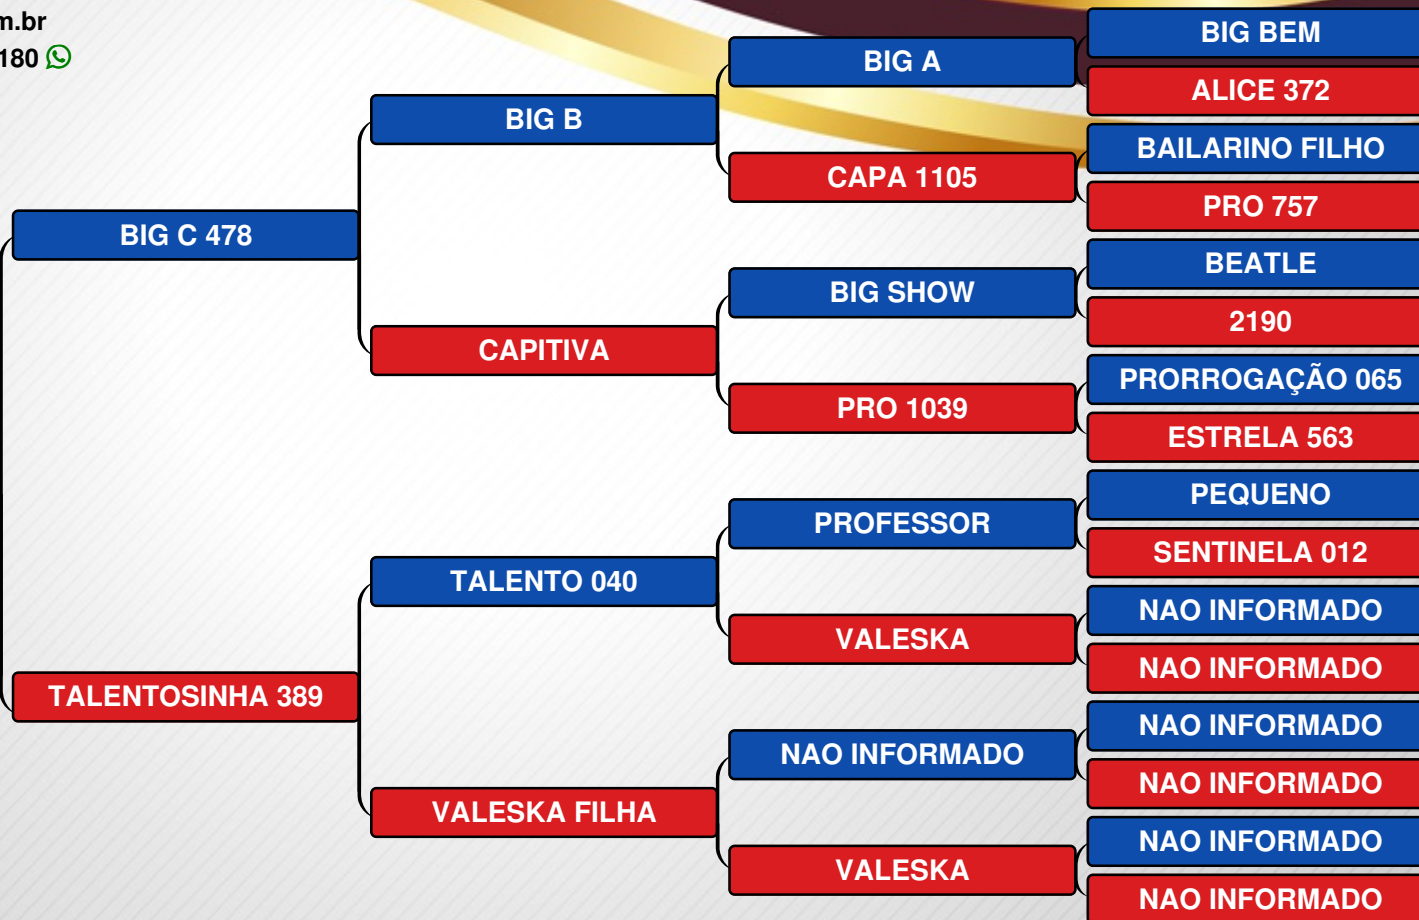 m.br
180
BIG BEM
BIG A
ALICE 372
BIG B
BAILARINO FILHO
CAPA 1105
PRO 757
BIG C 478
BEATLE
BIG SHOW
2190
CAPITIVA
PRORROGAÇÃO 065
PRO 1039
ESTRELA 563
PEQUENO
PROFESSOR
SENTINELA 012
TALENTO 040
NAO INFORMADO
VALESKA
NAO INFORMADO
TALENTOSINHA 389
NAO INFORMADO
NAO INFORMADO
NAO INFORMADO
VALESKA FILHA
NAO INFORMADO
VALESKA
NAO INFORMADO